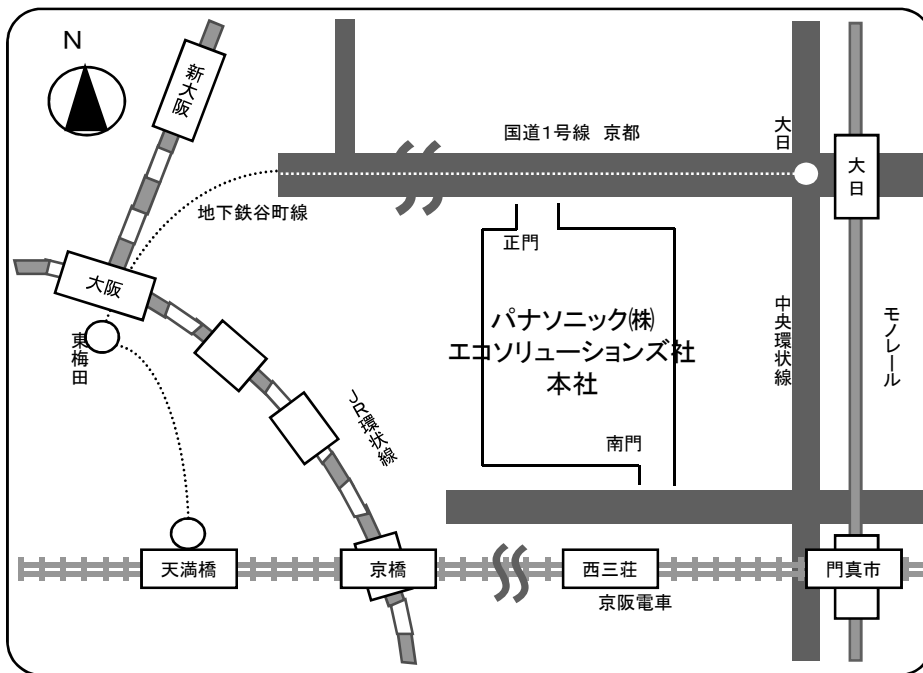 N
新大阪
国道1号線 京都
大日
大日
地下鉄谷町線
正門
大阪
東梅田
パナソニック㈱
エコソリューションズ社
本社
中央環状線
モノレール
JR環状線
南門
天満橋
京橋
西三荘
門真市
京阪電車